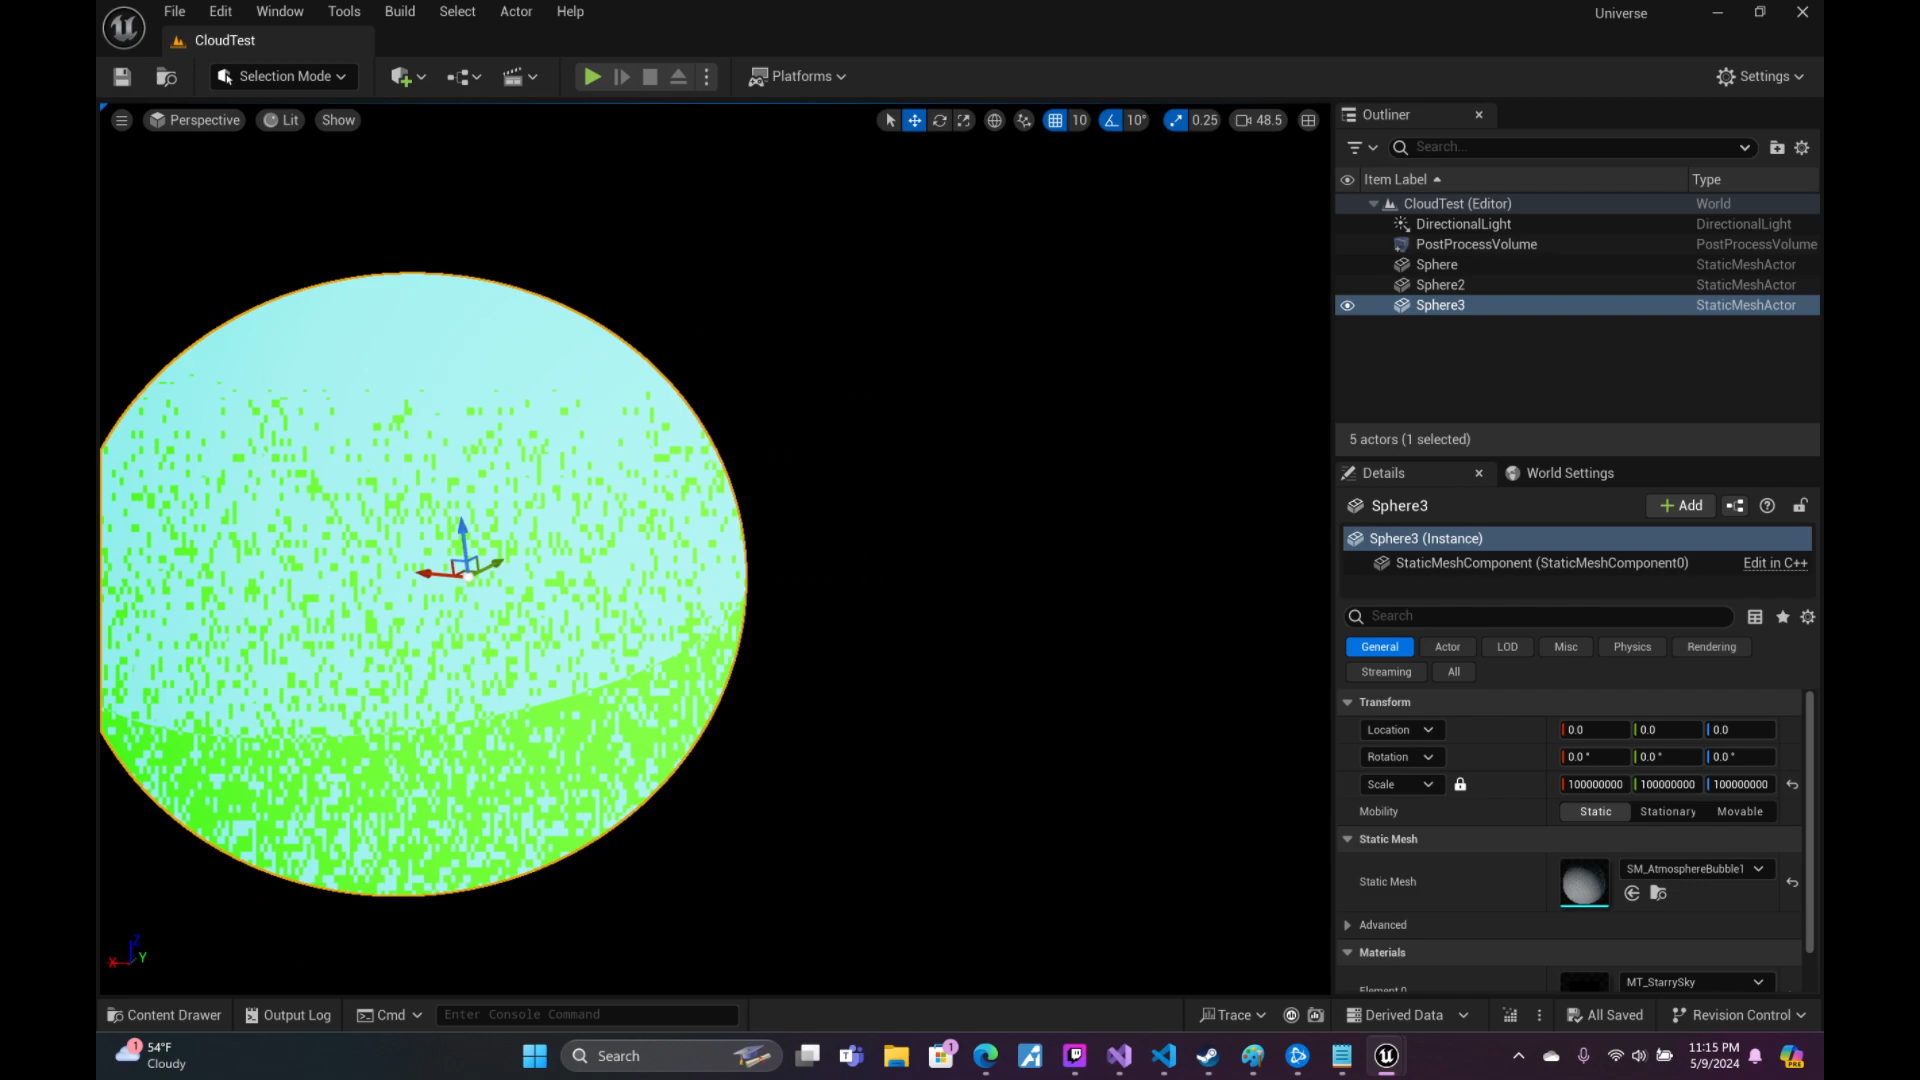 File Edit Window Tools Build Select Actor Help
Universe
CloudTest
Selection Mode
Platforms
Settings
Perspective Lit Show
10 10° 0.25 48.5
Outliner
Search...
Item Label Type
CloudTest (Editor) World
DirectionalLight DirectionalLight
PostProcessVolume PostProcessVolume
Sphere StaticMeshActor
Sphere2 StaticMeshActor
Sphere3 StaticMeshActor
5 actors (1 selected)
Details World Settings
Sphere3 Add
Sphere3 (Instance)
StaticMeshComponent (StaticMeshComponent0) Edit in C++
Search
General Actor LOD Misc Physics Rendering
Streaming All
Transform
Location 0.0 0.0 0.0
Rotation 0.0 ° 0.0 ° 0.0 °
Scale 100000000 100000000 100000000
Mobility Static Stationary Movable
Static Mesh
Static Mesh SM_AtmosphereBubble1
Advanced
Materials
Element 0 MT_StarrySky
Z
X Y
Content Drawer Output Log Cmd Enter Console Command Trace Derived Data All Saved Revision Control
1 54°F
Cloudy
Search
1
PRE
11:15 PM
5/9/2024